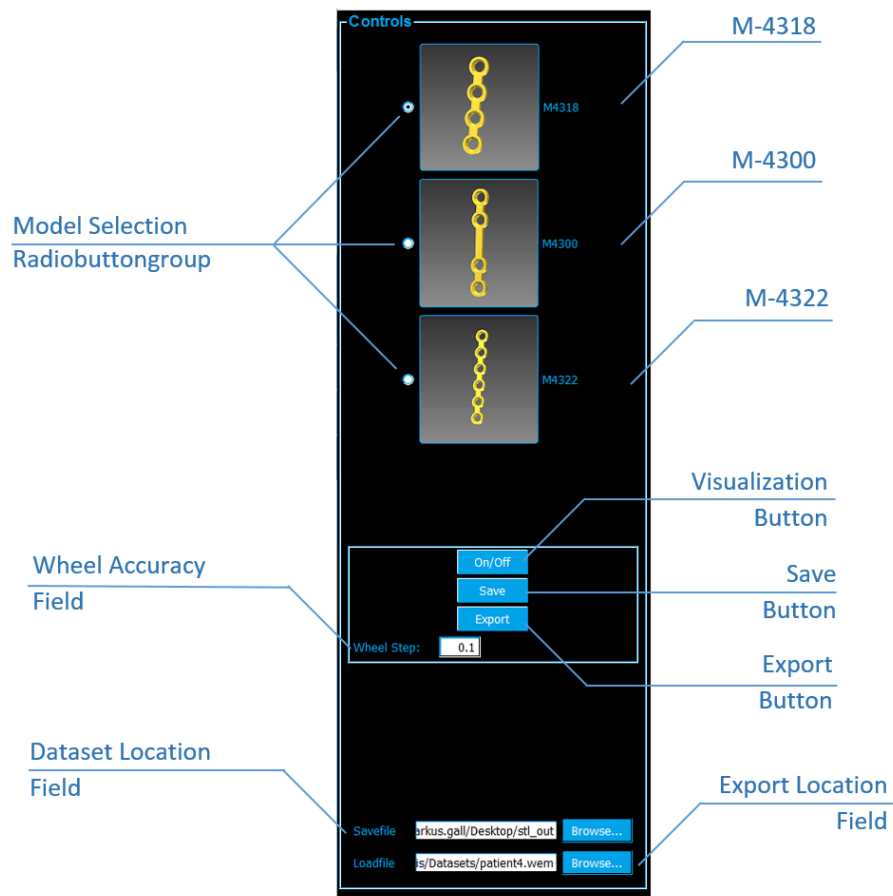 Controls
M-4318
M4318
M-4300
Model Selection
Radiobuttongroup
M4300
M-4322
M4322
Visualization
Button
On/Off
Wheel Accuracy
Field
Save
Save
Button
Export
Wheel Step:
0.1
Export
Button
Dataset Location
Field
Export Location
Field
Savefile
arkus.gall/Desktop/stl_out
Browse...
Loadfile
is/Datasets/patient4.wem
Browse...